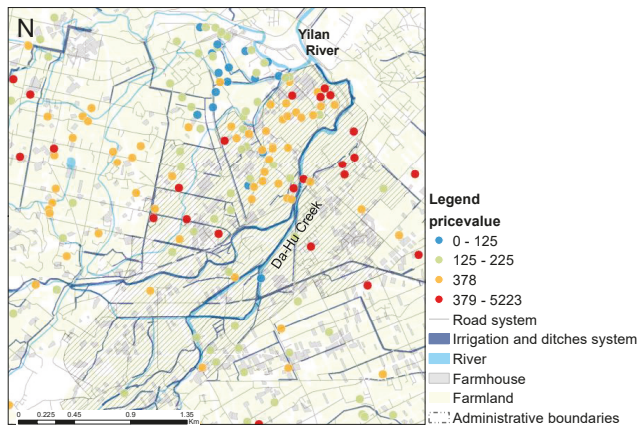 N
Yilan
River
Da-Hu Creek
0 0.225 0.45 0.9 1.35
Km
Legend
pricevalue
0 - 125
125 - 225
378
379 - 5223
Road system
Irrigation and ditches system
River
Farmhouse
Farmland
Administrative boundaries